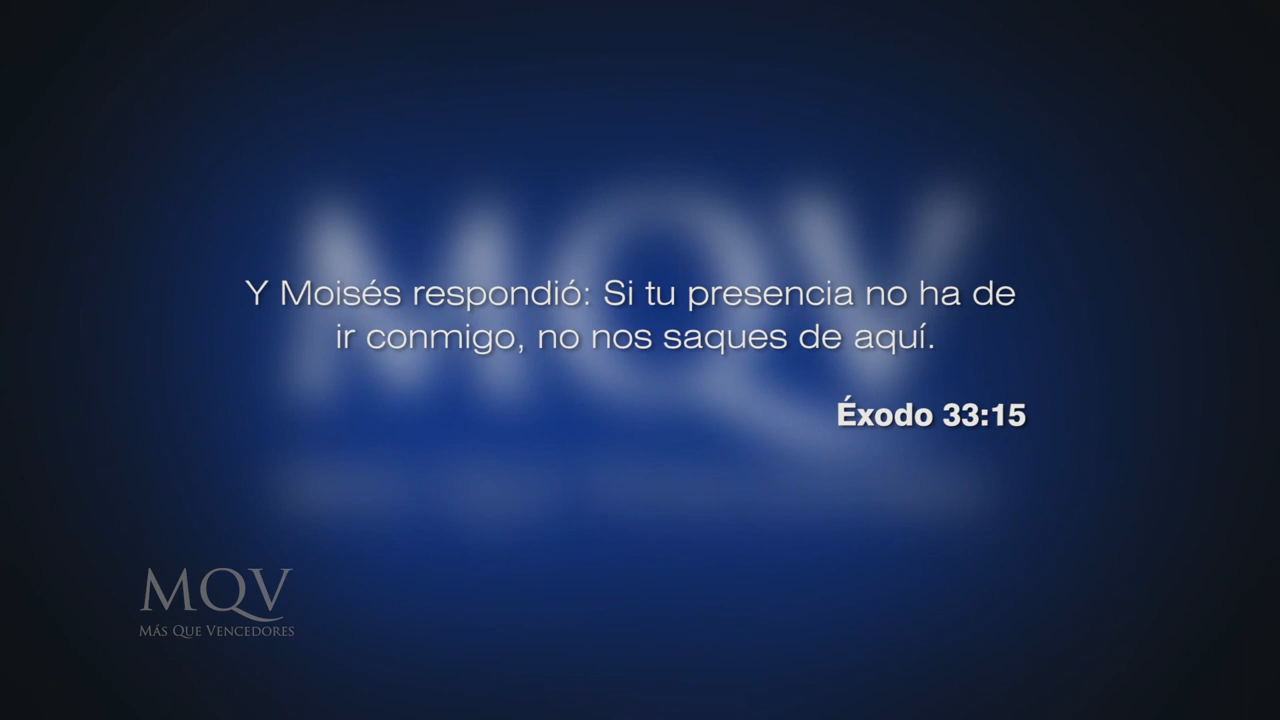 Y Moisés respondió: Si tu presencia no ha de
ir conmigo, no nos saques de aquí.
Éxodo 33:15
MQV
MÁS QUE VENCEDORES